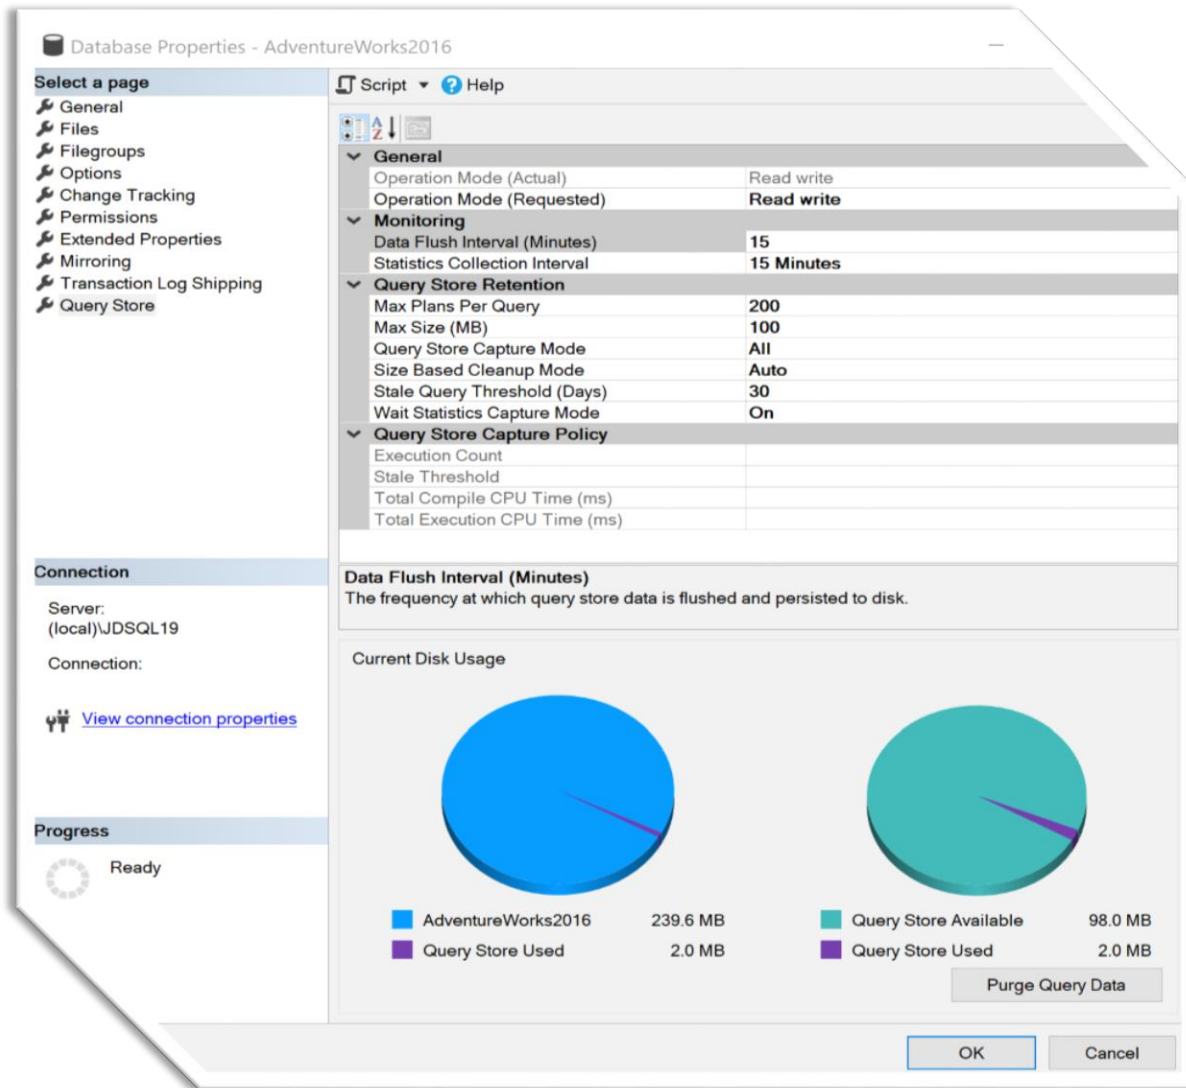 Database Properties - AdventureWorks2016
Select a page
General
Files
Filegroups
Options
Change Tracking
Permissions
Extended Properties
Mirroring
Transaction Log Shipping
Query Store
Connection
Server:
(local)\JDSQL19
Connection:
View connection properties
Progress
Ready
Script Help
A
Z
General
Operation Mode (Actual) Read write
Operation Mode (Requested) Read write
Monitoring
Data Flush Interval (Minutes) 15
Statistics Collection Interval 15 Minutes
Query Store Retention
Max Plans Per Query 200
Max Size (MB) 100
Query Store Capture Mode All
Size Based Cleanup Mode Auto
Stale Query Threshold (Days) 30
Wait Statistics Capture Mode On
Query Store Capture Policy
Execution Count
Stale Threshold
Total Compile CPU Time (ms)
Total Execution CPU Time (ms)
Data Flush Interval (Minutes)
The frequency at which query store data is flushed and persisted to disk.
Current Disk Usage
AdventureWorks2016 239.6 MB
Query Store Used 2.0 MB
Query Store Available 98.0 MB
Query Store Used 2.0 MB
Purge Query Data
OK Cancel